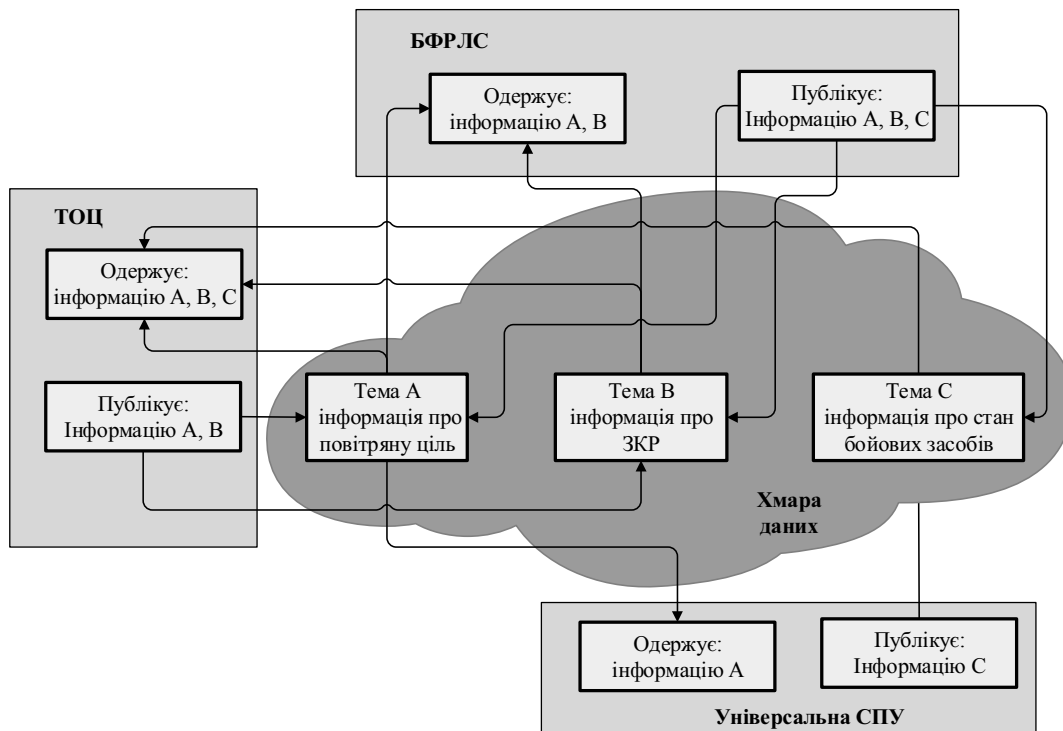 БФРЛС
Одержує:
інформацію А, В
Публікує:
Інформацію А, В, С
ТОЦ
Одержує:
інформацію А, В, С
Публікує:
Інформацію А, В
Тема А
інформація про
повітряну ціль
Тема В
інформація про
ЗКР
Тема С
інформація про стан
бойових засобів
Хмара
даних
Одержує:
інформацію А
Публікує:
Інформацію С
Універсальна СПУ